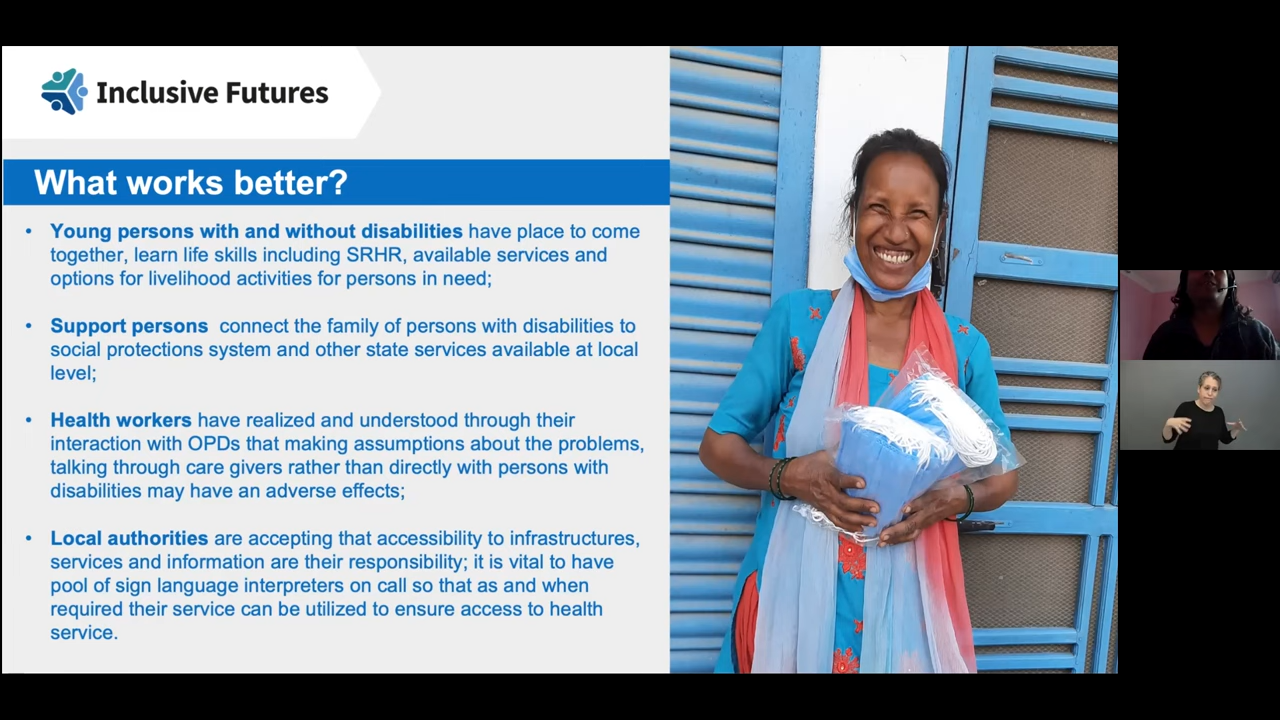 Inclusive Futures
What works better?
• Young persons with and without disabilities have place to come
together, learn life skills including SRHR, available services and
options for livelihood activities for persons in need;
• Support persons connect the family of persons with disabilities to
social protections system and other state services available at local
level;
• Health workers have realized and understood through their
interaction with OPDs that making assumptions about the problems,
talking through care givers rather than directly with persons with
disabilities may have an adverse effects;
• Local authorities are accepting that accessibility to infrastructures,
services and information are their responsibility; it is vital to have
pool of sign language interpreters on call so that as and when
required their service can be utilized to ensure access to health
service.